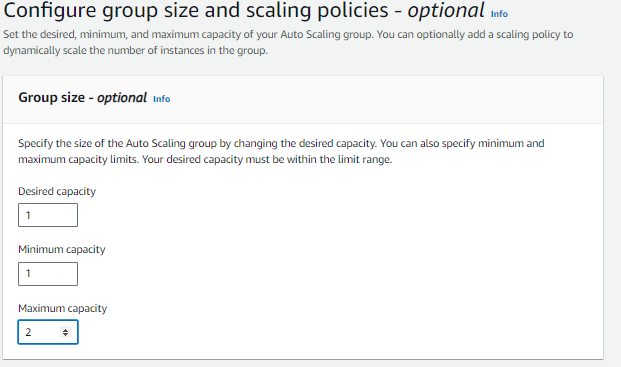 Configure group size and scaling policies - optional Info
Set the desired, minimum, and maximum capacity of your Auto Scaling group. You can optionally add a scaling policy to
dynamically scale the number of instances in the group.
Group size - optional Info
Specify the size of the Auto Scaling group by changing the desired capacity. You can also specify minimum and
maximum capacity limits. Your desired capacity must be within the limit range.
Desired capacity
1
Minimum capacity
1
Maximum capacity
2